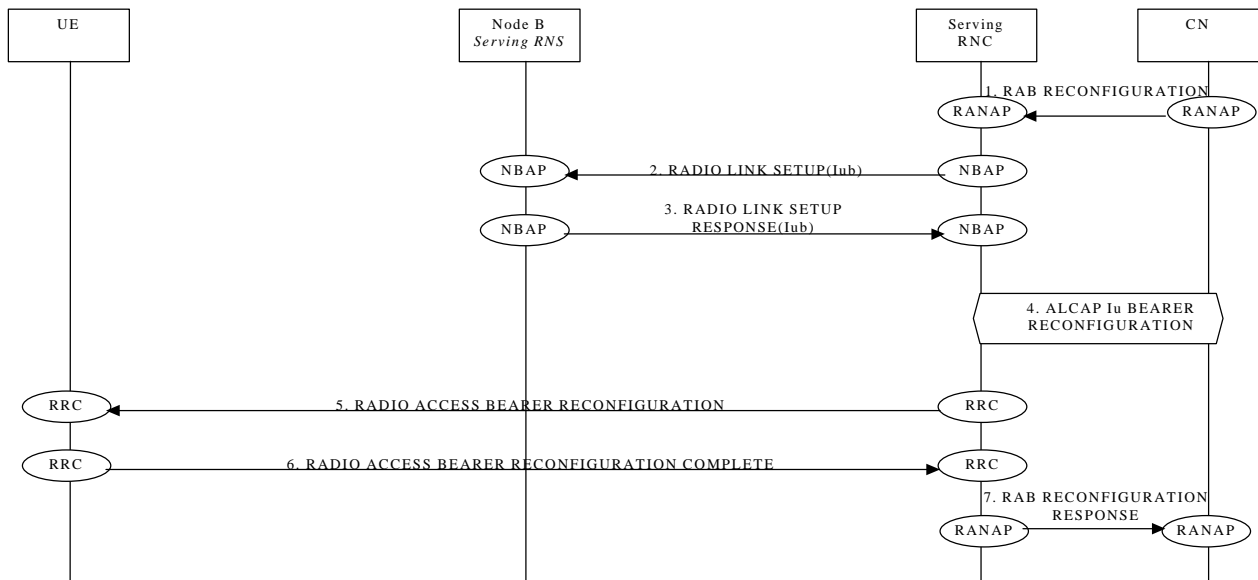 UE
Node B
Serving RNS
Serving
RNC
CN
1. RAB RECONFIGURATION
RANAP
RANAP
NBAP
2. RADIO LINK SETUP(Iub)
NBAP
3. RADIO LINK SETUP
RESPONSE(Iub)
NBAP
NBAP
4. ALCAP Iu BEARER
RECONFIGURATION
RRC
5. RADIO ACCESS BEARER RECONFIGURATION
RRC
RRC
6. RADIO ACCESS BEARER RECONFIGURATION COMPLETE
RRC
7. RAB RECONFIGURATION
RESPONSE
RANAP
RANAP